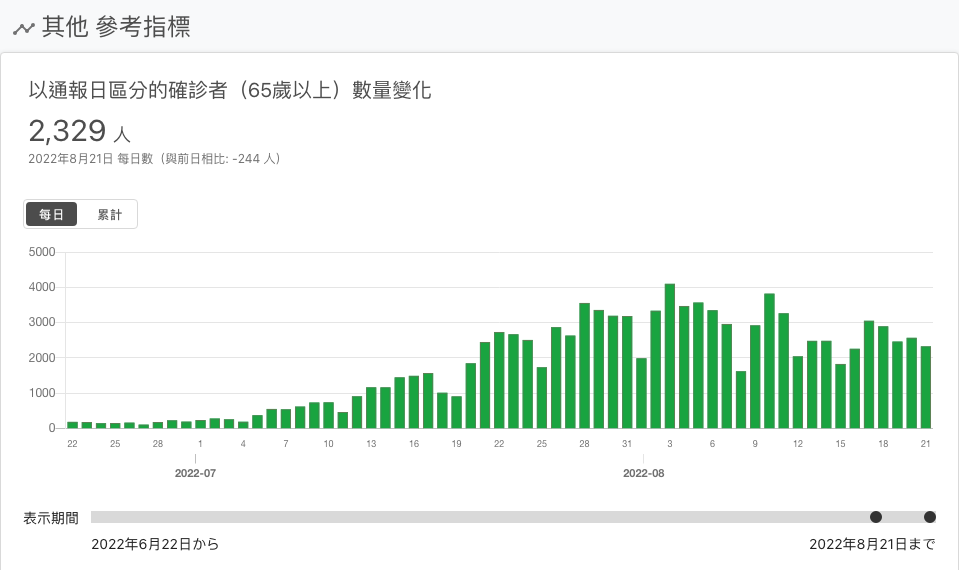 其他 參考指標
以通報日區分的確診者（65歲以上）數量變化
2,329 人
2022年8月21日 每日數（與前日相比: -244 人）
每日 累計
5000
4000
3000
2000
1000
0
22 25 28 1 4 7 10 13 16 19 22 25 28 31 3 6 9 12 15 18 21
2022-07 2022-08
表示期間
2022年6月22日から 2022年8月21日まで